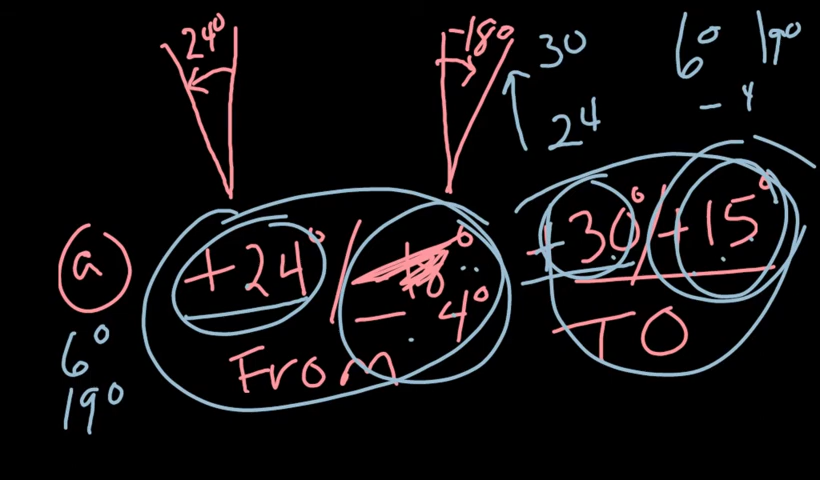 24° -18° 30 6° 19°
24 -4
a +24° / -4° +30° / +15°
From TO
6°
19°